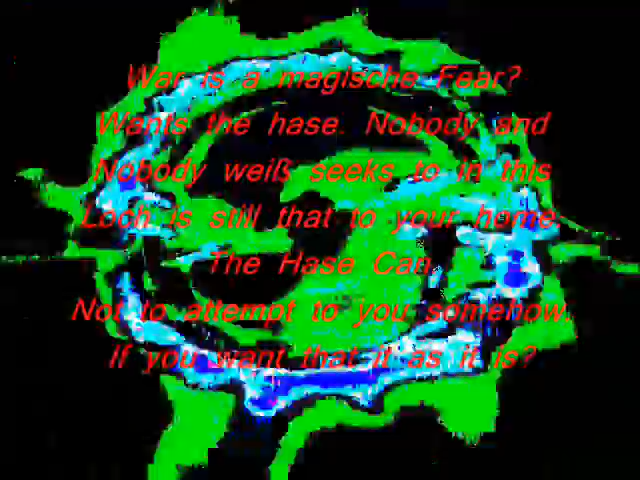 War is a magische Fear?
Wants the hase. Nobody and
Nobody weiß seeks to in this
Loch is still that to your home.
The Hase Can.
Not to attempt to you somehow.
If you want that it as it is?